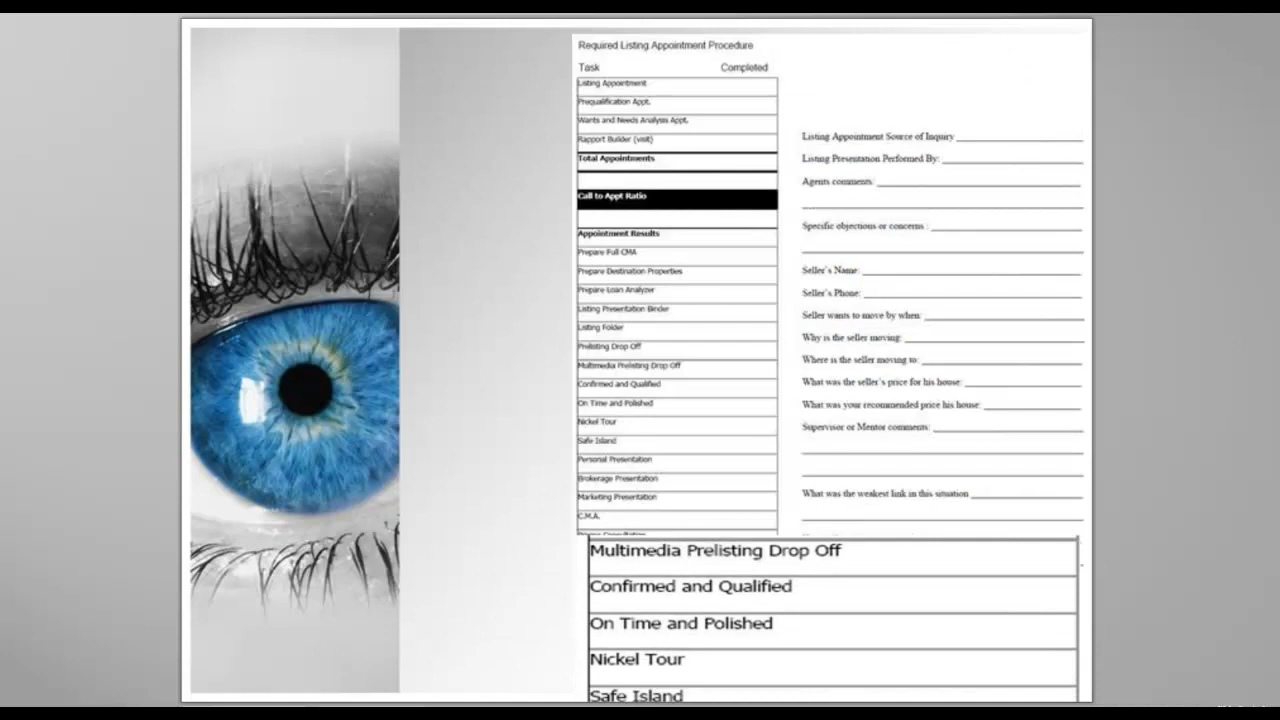 Required Listing Appointment Procedure
Task Completed
Listing Appointment
Prequalification Appt.
Wants and Needs Analysis Appt.
Rapport Builder (visit)
Total Appointments
Call to Appt Ratio
Appointment Results
Prepare Full CMA
Prepare Destination Properties
Prepare Loan Analyzer
Listing Presentation Binder
Listing Folder
Prelisting Drop Off
Multimedia Prelisting Drop Off
Confirmed and Qualified
On Time and Polished
Nickel Tour
Safe Island
Personal Presentation
Brokerage Presentation
Marketing Presentation
C.M.A.
Listing Appointment Source of Inquiry
Listing Presentation Performed By:
Agents comments:
Specific objections or concerns :
Seller's Name:
Seller's Phone:
Seller wants to move by when:
Why is the seller moving:
Where is the seller moving to:
What was the seller's price for his house:
What was your recommended price his house:
Supervisor or Mentor comments:
What was the weakest link in this situation
Multimedia Prelisting Drop Off
Confirmed and Qualified
On Time and Polished
Nickel Tour
Safe Island